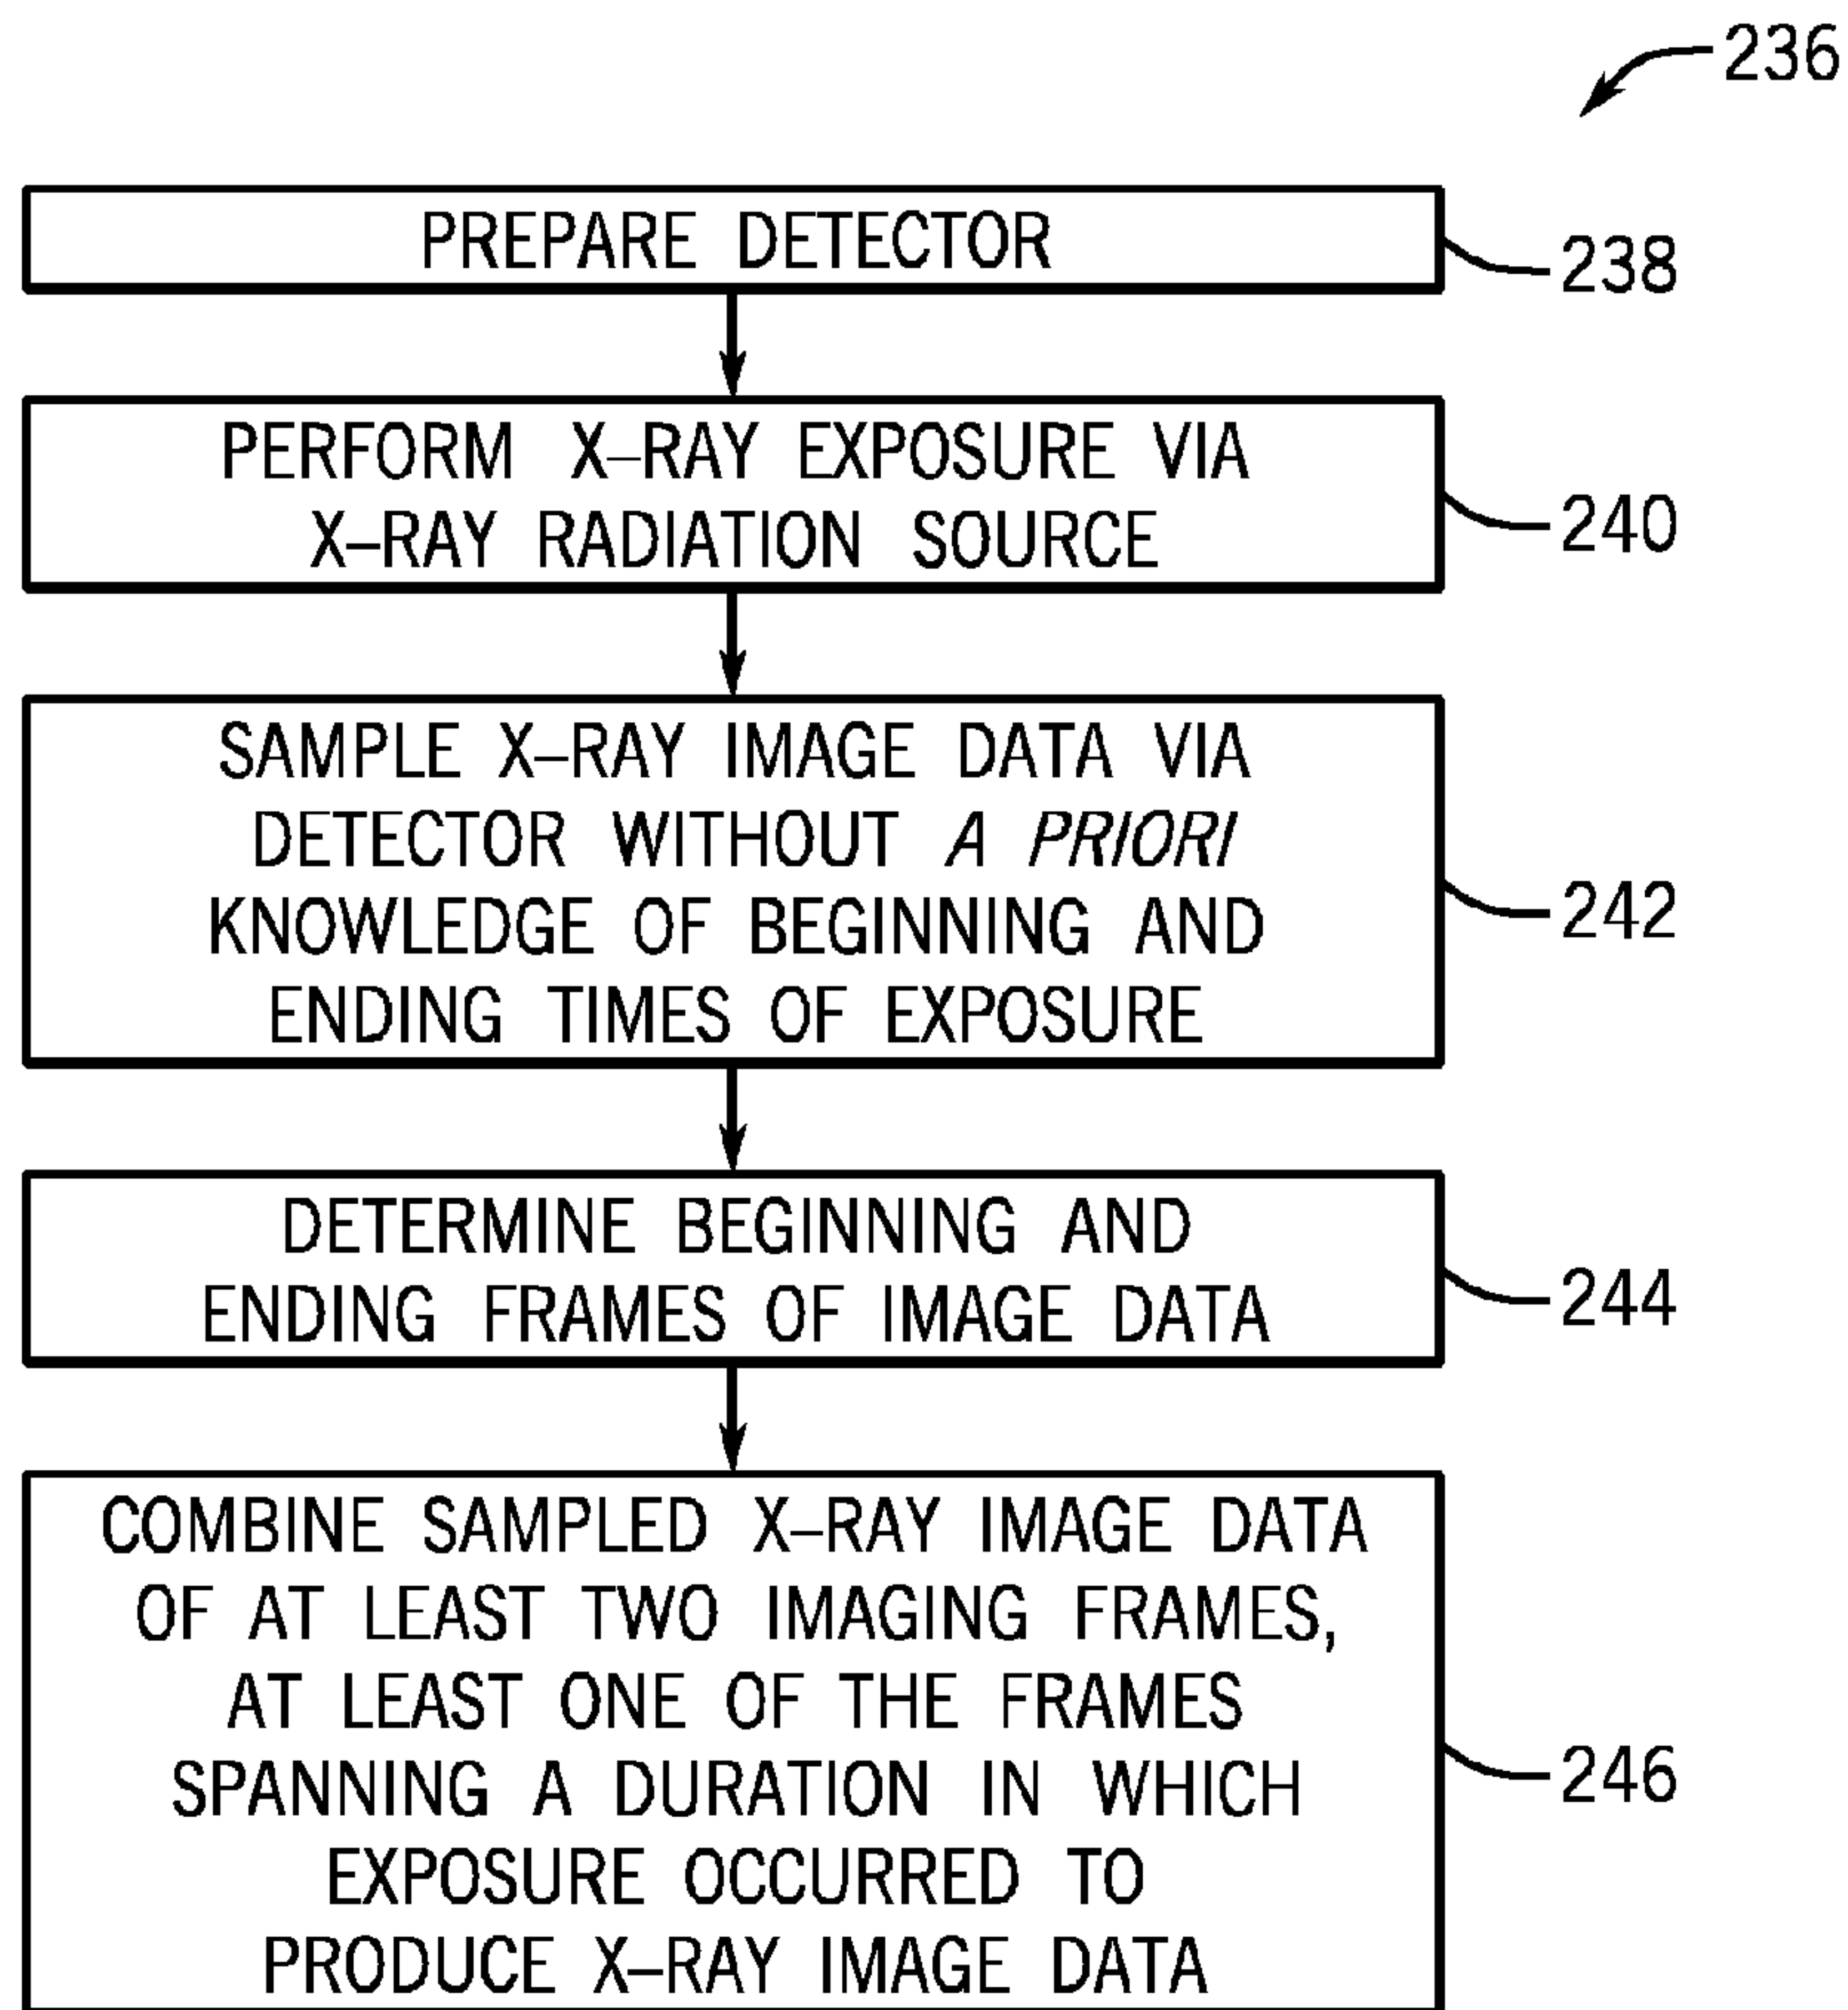 236
PREPARE DETECTOR
238
PERFORM X-RAY EXPOSURE VIA
X-RAY RADIATION SOURCE
240
SAMPLE X-RAY IMAGE DATA VIA
DETECTOR WITHOUT A PRIORI
KNOWLEDGE OF BEGINNING AND
ENDING TIMES OF EXPOSURE
242
DETERMINE BEGINNING AND
ENDING FRAMES OF IMAGE DATA
244
COMBINE SAMPLED X-RAY IMAGE DATA
OF AT LEAST TWO IMAGING FRAMES,
AT LEAST ONE OF THE FRAMES
SPANNING A DURATION IN WHICH
EXPOSURE OCCURRED TO
PRODUCE X-RAY IMAGE DATA
246